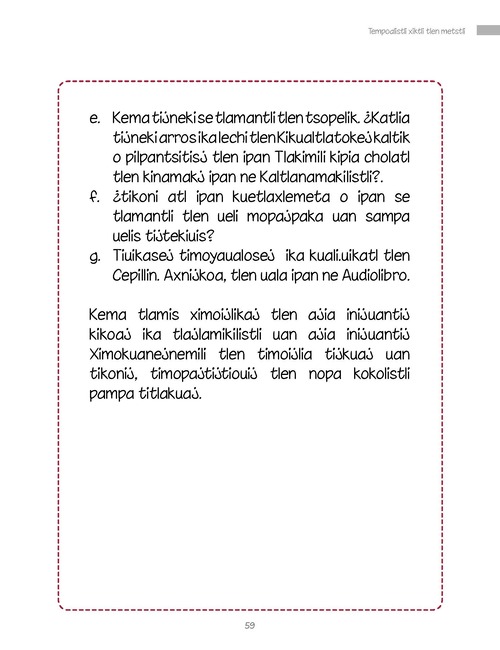 Tempoalistli xiktli tlen metstli
e. Kema tijneki se tlamantli tlen tsopelik. ¿Katlia
tijneki arros ika lechi tlen Kikualtlatokej kaltik
o pilpantsitsij tlen ipan Tlakimili kipia cholatl
tlen kinamakj ipan ne Kaltlanamakilistli?.
f. ¿tikoni atl ipan kuetlaxlemeta o ipan se
tlamantli tlen ueli mopajpaka uan sampa
uelis tijtekiuis?
g. Tiuikasej timoyaualosej ika kuali.uikatl tlen
Cepillin. Axnijkoa, tlen uala ipan ne Audiolibro.
Kema tlamis ximoijlikaj tlen ajia inijuantij
kikoaj ika tlajlamikilistli uan ajia inijuantij
Ximokuanejnemili tlen timoijlia tijkuaj uan
tikonij, timopajtijtiouij tlen nopa kokolistli
pampa titlakuaj.
59